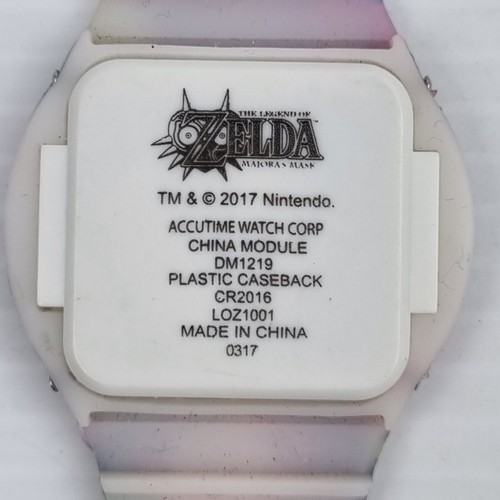 THE LEGEND OF
ZELDA
MAJORA'S MASK
TM & © 2017 Nintendo.
ACCUTIME WATCH CORP
CHINA MODULE
DM1219
PLASTIC CASEBACK
CR2016
LOZ1001
MADE IN CHINA
0317